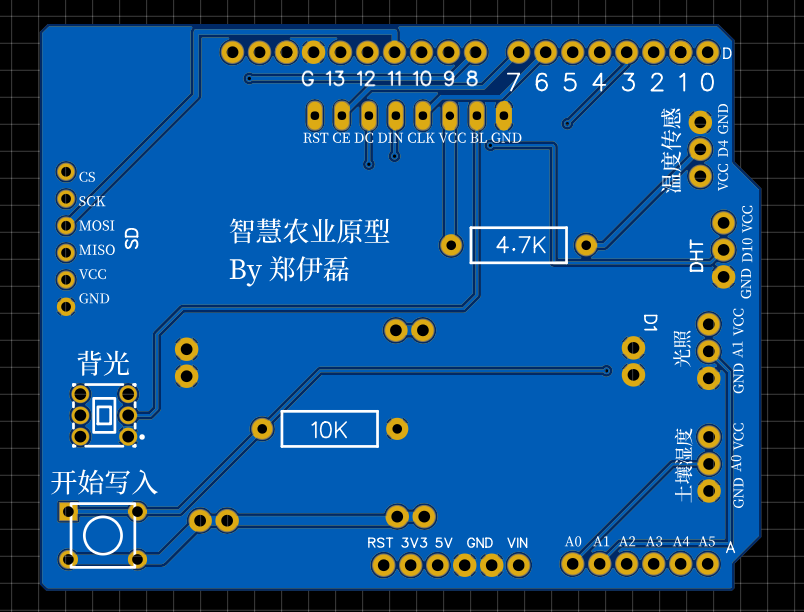 D
G 13 12 11 10 9 8 7 6 5 4 3 2 1 0
RST CE DC DIN CLK VCC BL GND
温度传感
VCC D4 GND
CS
SCK
MOSI
MISO
VCC
GND
SD
智慧农业原型
By 郑伊磊
4.7K
DHT
GND D10 VCC
D1
光照
GND A1 VCC
背光
10K
土壤湿度
GND A0 VCC
开始写入
RST 3V3 5V GND VIN
A0 A1 A2 A3 A4 A5
A